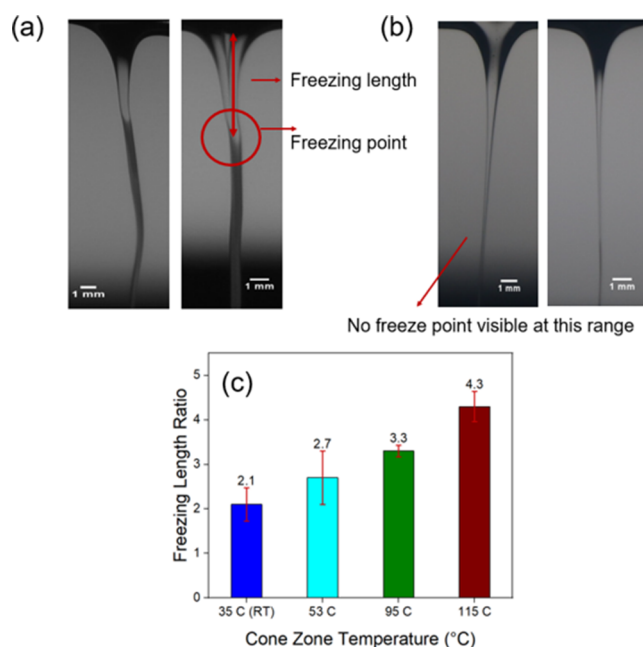 (a)
(b)
Freezing length
Freezing point
1 mm
1 mm
1 mm
1 mm
No freeze point visible at this range
(c)
Freezing Length Ratio
5
4
3
2
1
0
2.1
2.7
3.3
4.3
35 C (RT)
53 C
95 C
115 C
Cone Zone Temperature (°C)